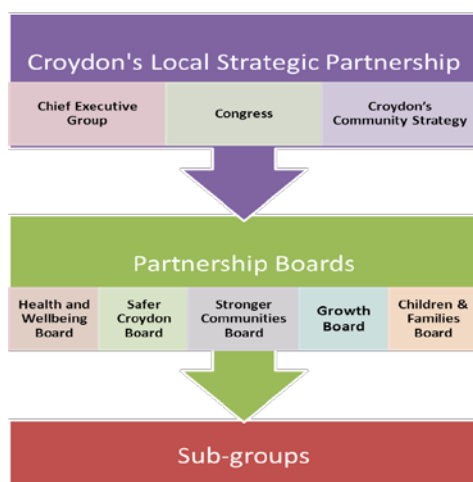 Croydon's Local Strategic Partnership
Chief Executive
Group
Congress
Croydon's
Community Strategy
Partnership Boards
Health and
Wellbeing
Board
Safer
Croydon
Board
Stronger
Communities
Board
Growth
Board
Children &
Families
Board
Sub-groups